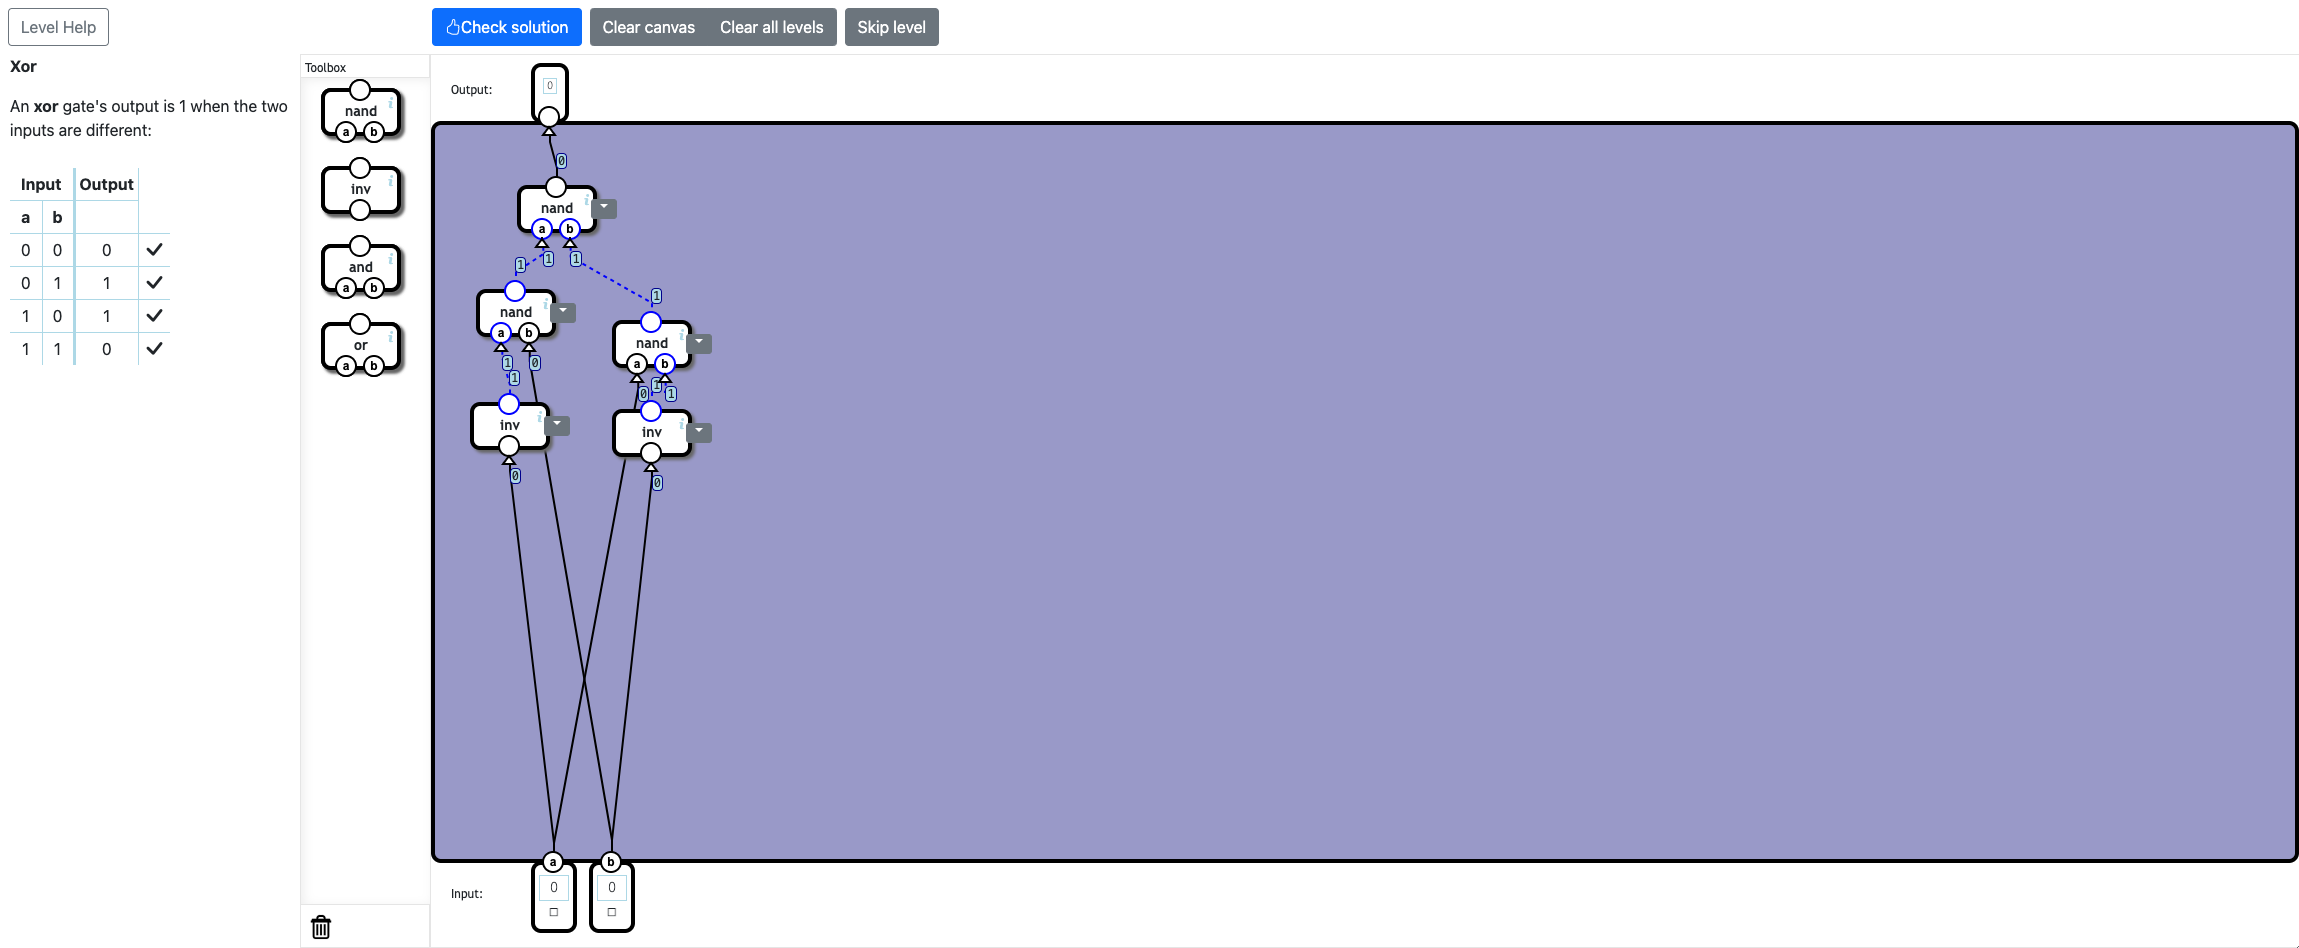 Level Help
Check solution
Clear canvas
Clear all levels
Skip level
Xor
An xor gate's output is 1 when the two
inputs are different:
Input Output
a b
0 0 0
0 1 1
1 0 1
1 1 0
Toolbox
nand
a b
inv
and
a b
or
a b
Output:
0
0
nand
a b
1 1 1
1
nand
a b
nand
a b
1 0
1
1
0 1
inv
inv
0
0
a b
Input:
0 0